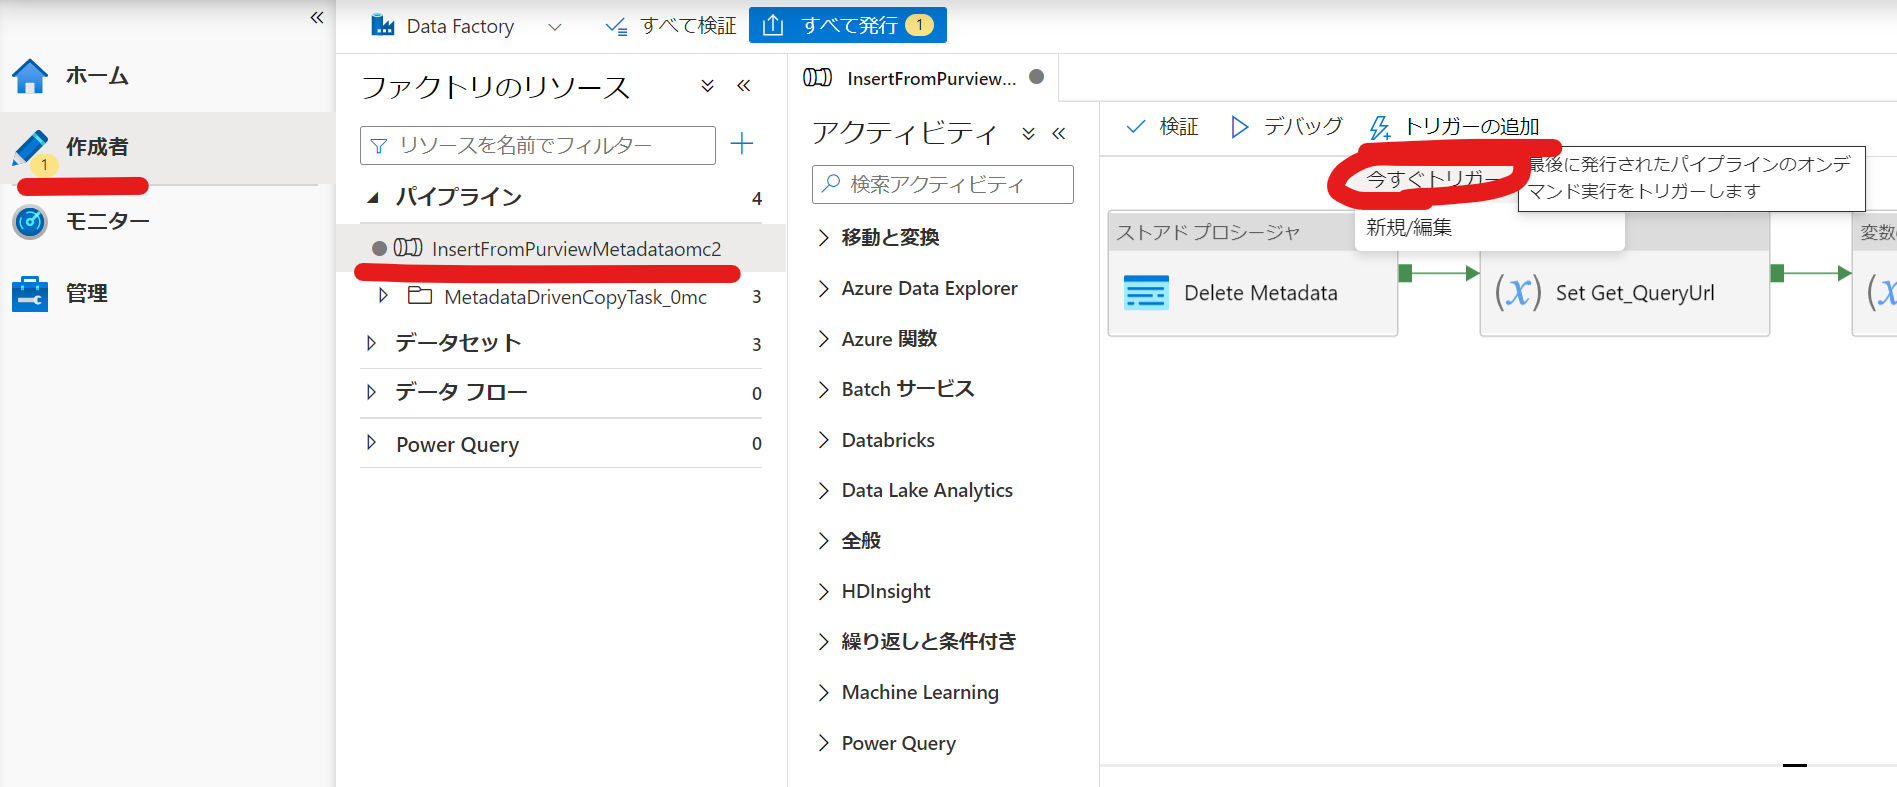 Data Factory
すべて検証
すべて発行 1
ホーム
作成者
1
モニター
管理
ファクトリのリソース
リソースを名前でフィルター
パイプライン 4
InsertFromPurviewMetadataomc2
MetadataDrivenCopyTask_0mc 3
データセット 3
データ フロー 0
Power Query 0
InsertFromPurview...
アクティビティ
検索アクティビティ
移動と変換
Azure Data Explorer
Azure 関数
Batch サービス
Databricks
Data Lake Analytics
全般
HDInsight
繰り返しと条件付き
Machine Learning
Power Query
検証
デバッグ
トリガーの追加
今すぐトリガー
新規/編集
最後に発行されたパイプラインのオンデ
マンド実行をトリガーします
ストアド プロシージャ
Delete Metadata
(x) Set Get_QueryUrl
変数
(x